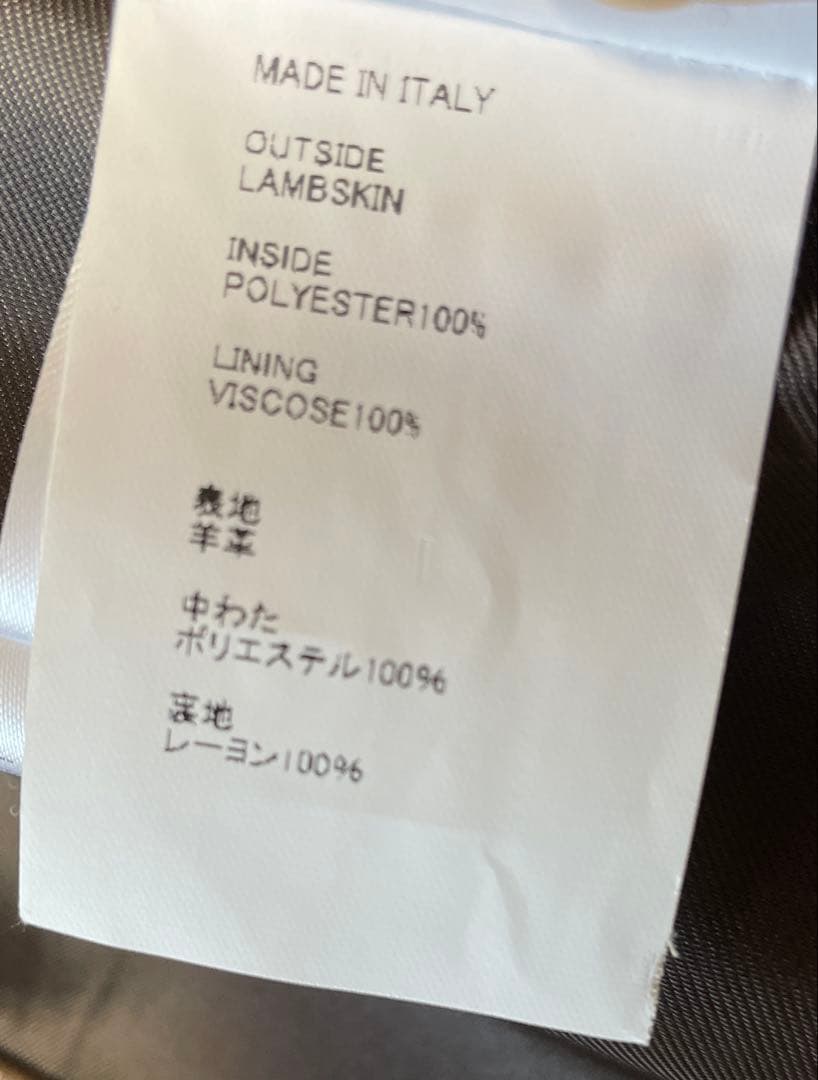 MADE IN ITALY
OUTSIDE
LAMBSKIN
INSIDE
POLYESTER100%
LINING
VISCOSE100%
表地
羊革
中わた
ポリエステル100%
裏地
レーヨン100%